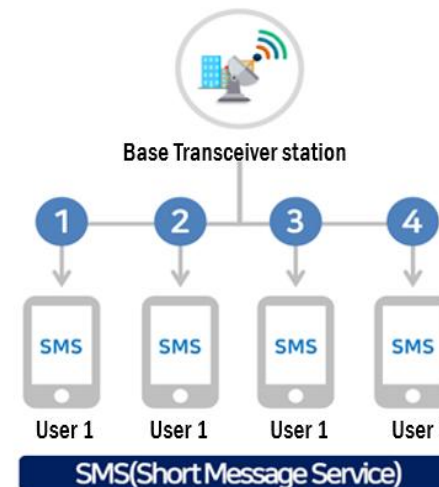 Base Transceiver station
1 2 3 4
SMS SMS SMS SMS
User 1 User 1 User 1 User
SMS(Short Message Service)